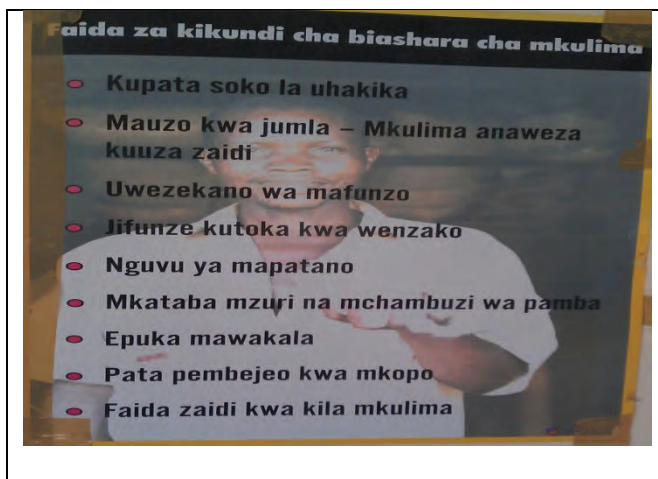 Faida za kikundi cha biashara cha mkulima
Kupata soko la uhakika
Mauzo kwa jumla – Mkulima anaweza
kuuza zaidi
Uwezekano wa mafunzo
Jifunze kutoka kwa wenzako
Nguvu ya mapatano
Mkataba mzuri na mchambuzi wa pamba
Epuka mawakala
Pata pembejeo kwa mkopo
Faida zaidi kwa kila mkulima